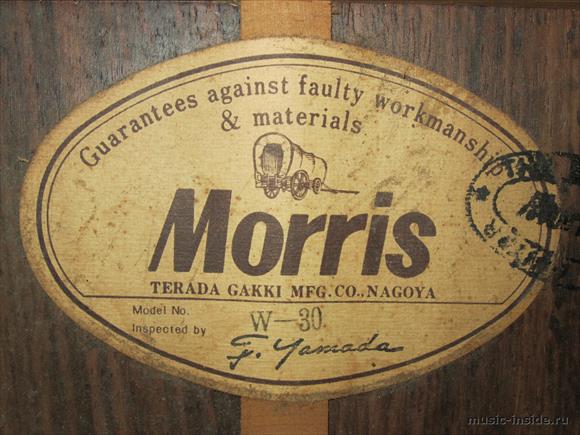 Guarantees against faulty workmanship
& materials
Morris
TERADA GAKKI MFG.CO.,NAGOYA
Model No.
W-30
Inspected by
F. Yamada
music-inside.ru